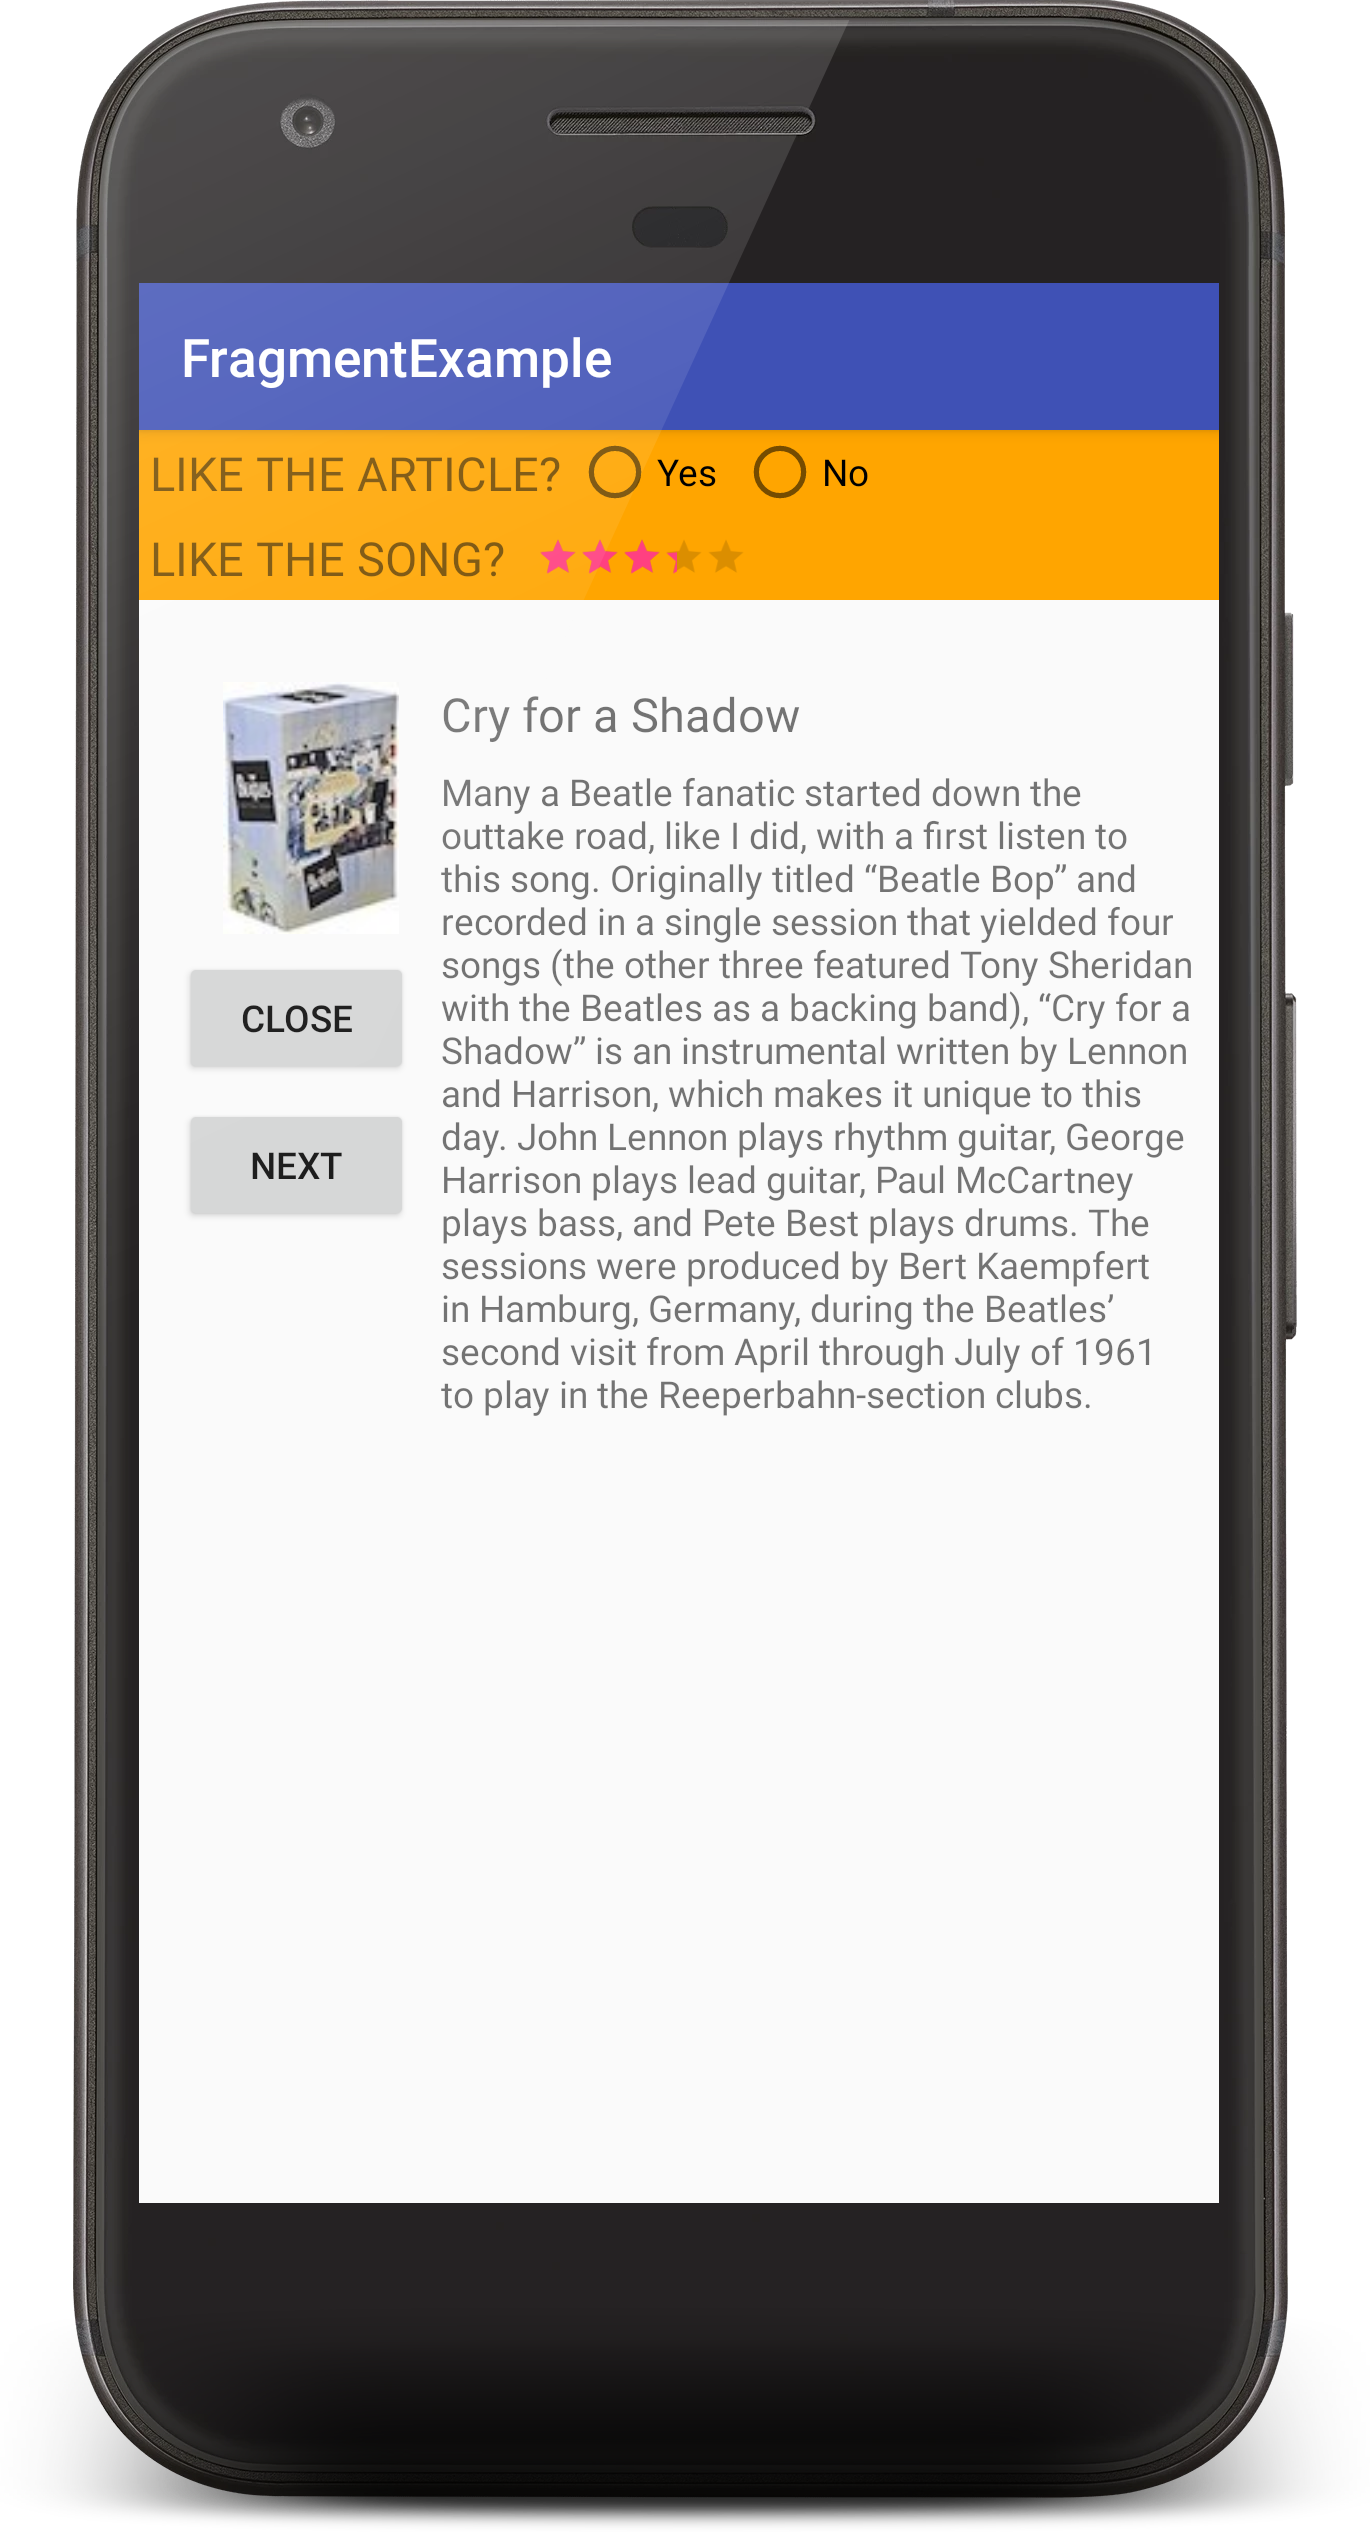 FragmentExample
LIKE THE ARTICLE? Yes No
LIKE THE SONG?
Cry for a Shadow
Many a Beatle fanatic started down the
outtake road, like I did, with a first listen to
this song. Originally titled “Beatle Bop” and
recorded in a single session that yielded four
songs (the other three featured Tony Sheridan
with the Beatles as a backing band), “Cry for a
Shadow” is an instrumental written by Lennon
and Harrison, which makes it unique to this
day. John Lennon plays rhythm guitar, George
Harrison plays lead guitar, Paul McCartney
plays bass, and Pete Best plays drums. The
sessions were produced by Bert Kaempfert
in Hamburg, Germany, during the Beatles’
second visit from April through July of 1961
to play in the Reeperbahn-section clubs.
CLOSE
NEXT